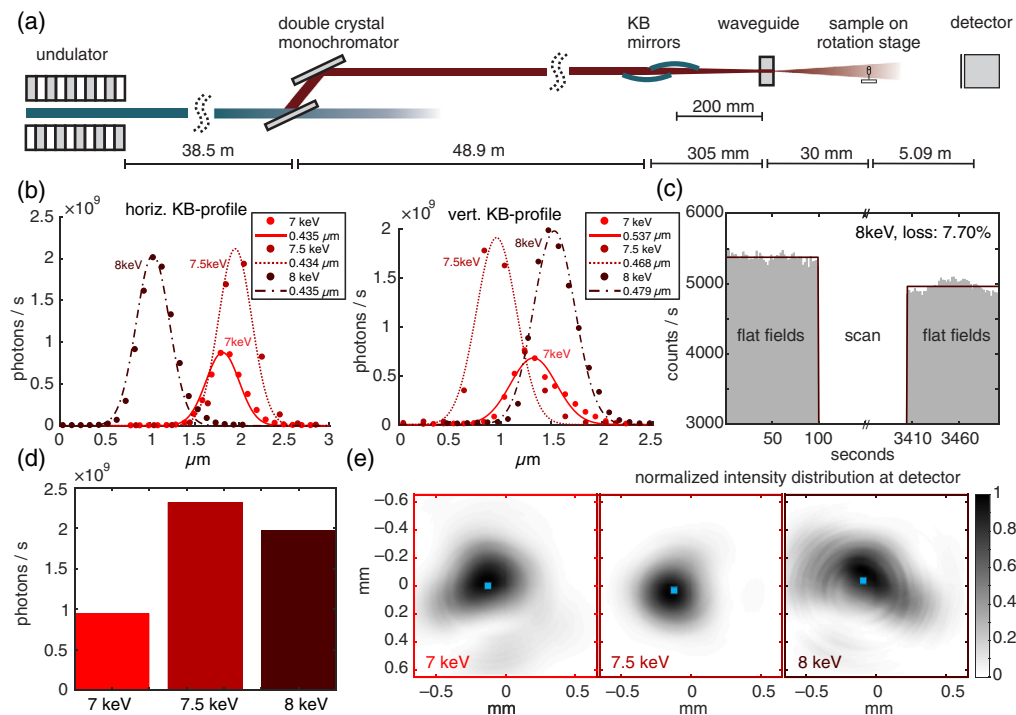 (a)
undulator
double crystal
monochromator
KB
mirrors
waveguide
sample on
rotation stage
detector
200 mm
38.5 m
48.9 m
305 mm
30 mm
5.09 m
(b)
×10⁹
horiz. KB-profile
photons / s
2.5
2
1.5
1
0.5
0
8keV
7.5keV
7keV
7 keV
0.435 µm
7.5 keV
0.434 µm
8 keV
0.435 µm
0 0.5 1 1.5 2 2.5 3
µm
×10⁹
vert. KB-profile
photons / s
2
1.5
1
0.5
0
7.5keV
8keV
7keV
7 keV
0.537 µm
7.5 keV
0.468 µm
8 keV
0.479 µm
0 0.5 1 1.5 2 2.5
µm
(c)
8keV, loss: 7.70%
counts / s
6000
5000
4000
3000
flat fields
scan
flat fields
50 100 3410 3460
seconds
(d)
×10⁹
photons / s
2.5
2
1.5
1
0.5
0
7 keV 7.5 keV 8 keV
(e)
normalized intensity distribution at detector
mm
−0.6
−0.4
−0.2
0
0.2
0.4
0.6
7 keV
7.5 keV
8 keV
−0.5 0
−0.5 0 0.5
−0.5 0 0.5
mm
mm
mm
1
0.8
0.6
0.4
0.2
0